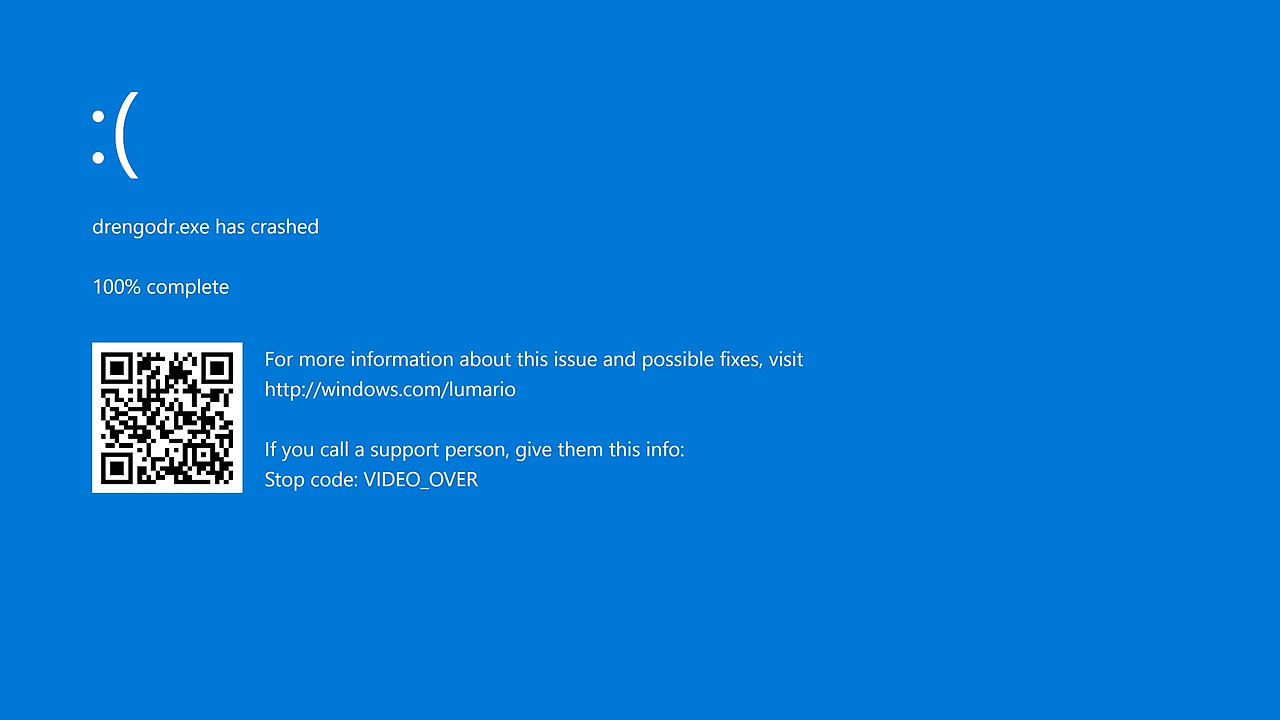 :(
drengodr.exe has crashed
100% complete
For more information about this issue and possible fixes, visit
http://windows.com/lumario
If you call a support person, give them this info:
Stop code: VIDEO_OVER